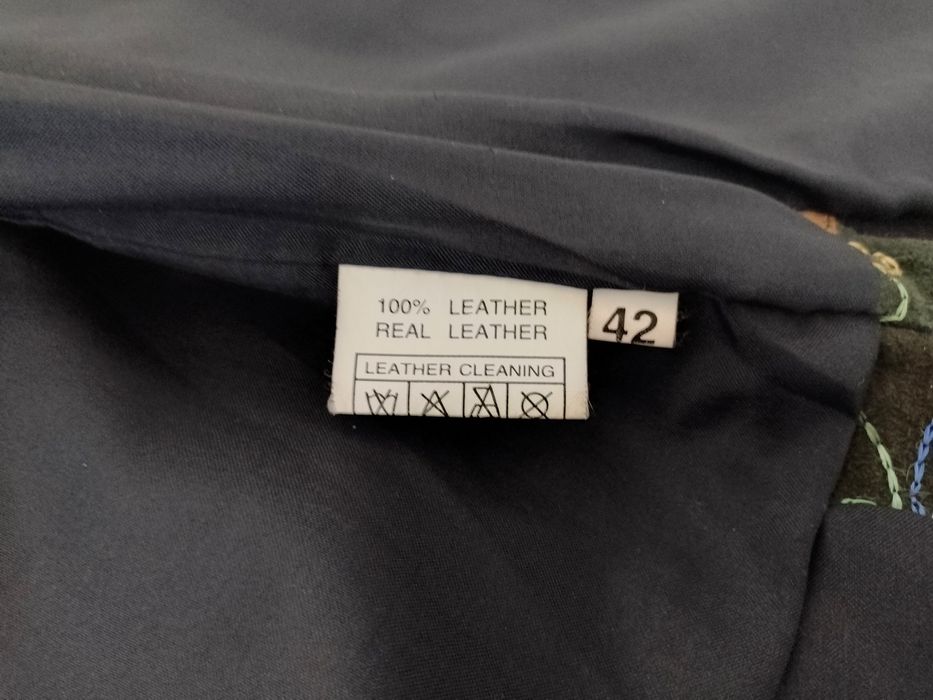 100% LEATHER
REAL LEATHER
LEATHER CLEANING
42